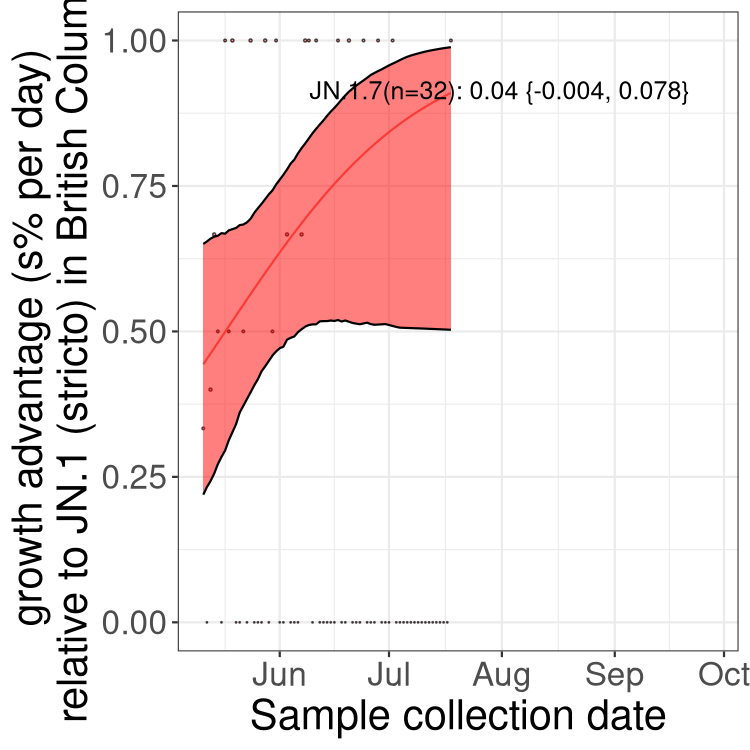 growth advantage (s% per day)
relative to JN.1 (stricto) in British Colum
1.00
0.75
0.50
0.25
0.00
JN.1.7(n=32): 0.04 {-0.004, 0.078}
Jun Jul Aug Sep Oct
Sample collection date